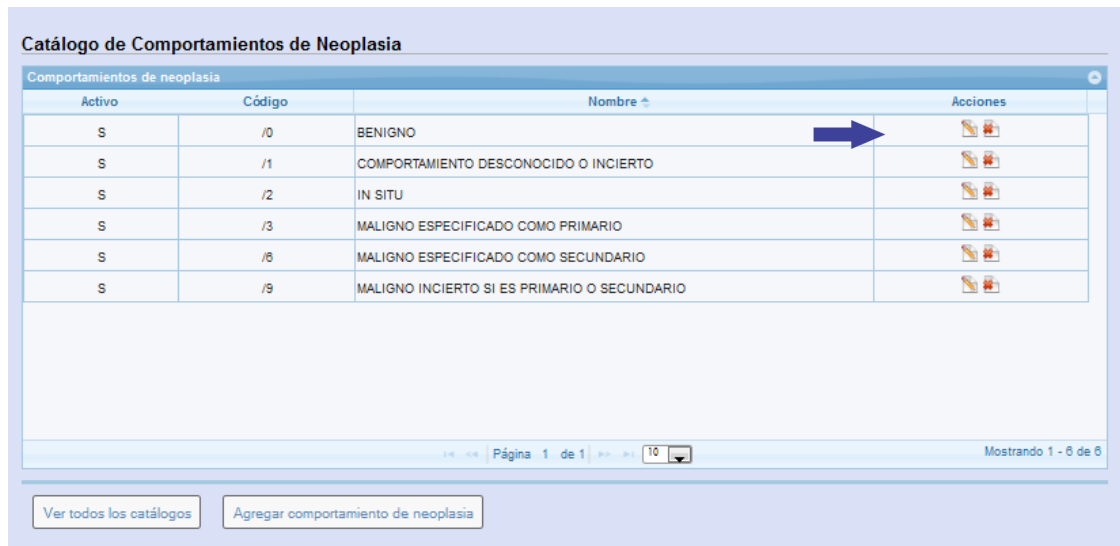 Catálogo de Comportamientos de Neoplasia
Comportamientos de neoplasia
Activo Código Nombre Acciones
S /0 BENIGNO
S /1 COMPORTAMIENTO DESCONOCIDO O INCIERTO
S /2 IN SITU
S /3 MALIGNO ESPECIFICADO COMO PRIMARIO
S /6 MALIGNO ESPECIFICADO COMO SECUNDARIO
S /9 MALIGNO INCIERTO SI ES PRIMARIO O SECUNDARIO
Página 1 de 1 10 Mostrando 1 - 6 de 6
Ver todos los catálogos Agregar comportamiento de neoplasia